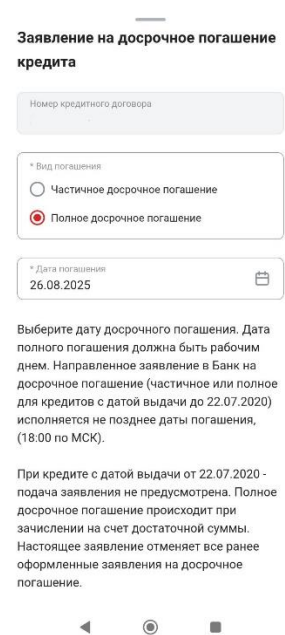 Заявление на досрочное погашение
кредита
Номер кредитного договора
* Вид погашения
Частичное досрочное погашение
Полное досрочное погашение
* Дата погашения
26.08.2025
Выберите дату досрочного погашения. Дата
полного погашения должна быть рабочим
днем. Направленное заявление в Банк на
досрочное погашение (частичное или полное
для кредитов с датой выдачи до 22.07.2020)
исполняется не позднее даты погашения,
(18:00 по МСК).
При кредите с датой выдачи от 22.07.2020 -
подача заявления не предусмотрена. Полное
досрочное погашение происходит при
зачислении на счет достаточной суммы.
Настоящее заявление отменяет все ранее
оформленные заявления на досрочное
погашение.